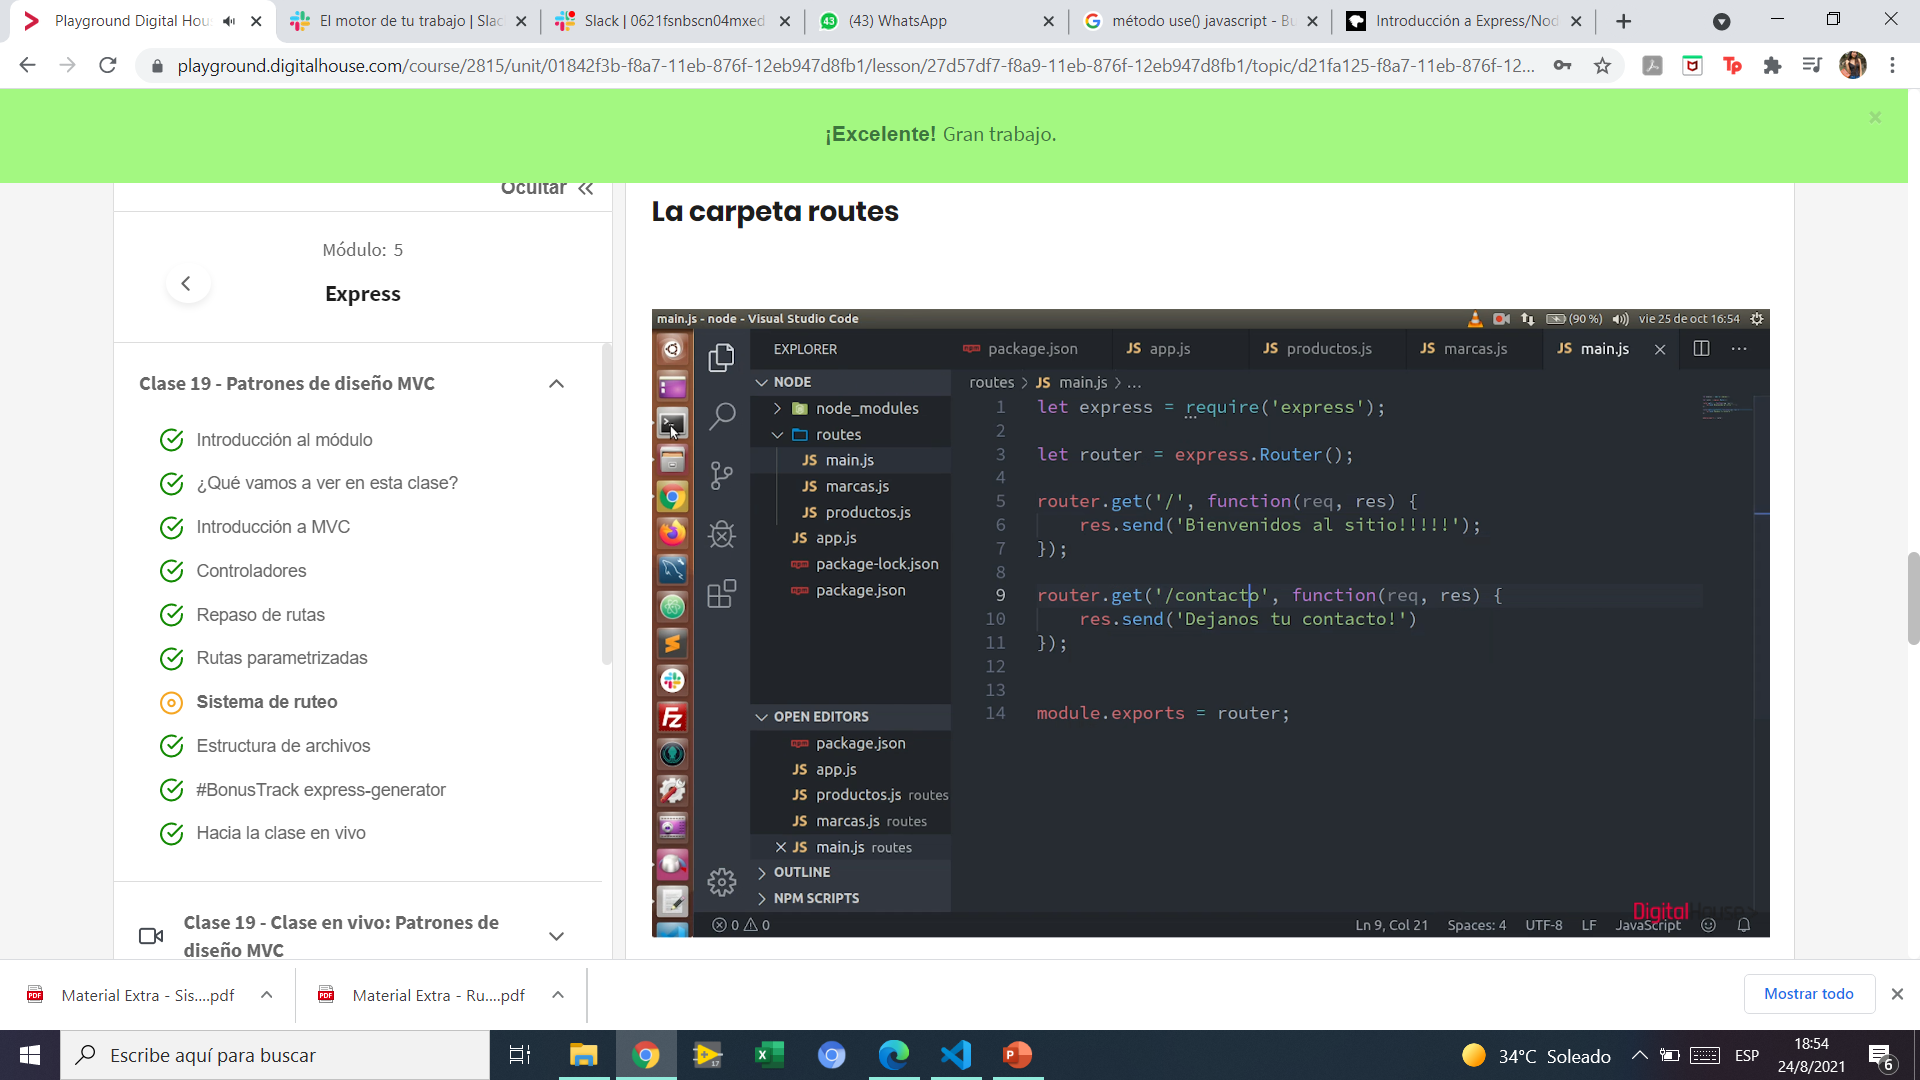 Playground Digital Hou
El motor de tu trabajo | Slac
Slack | 0621fsnbscn04mxed
(43) WhatsApp
método use() javascript - Bu
Introducción a Express/Nod
playground.digitalhouse.com/course/2815/unit/01842f3b-f8a7-11eb-876f-12eb947d8fb1/lesson/27d57df7-f8a9-11eb-876f-12eb947d8fb1/topic/d21fa125-f8a7-11eb-876f-12...
¡Excelente! Gran trabajo.
Ocultar
Módulo: 5
Express
Clase 19 - Patrones de diseño MVC
Introducción al módulo
¿Qué vamos a ver en esta clase?
Introducción a MVC
Controladores
Repaso de rutas
Rutas parametrizadas
Sistema de ruteo
Estructura de archivos
#BonusTrack express-generator
Hacia la clase en vivo
Clase 19 - Clase en vivo: Patrones de
diseño MVC
La carpeta routes
main.js - node - Visual Studio Code
(90 %) vie 25 de oct 16:54
EXPLORER
package.json
app.js
productos.js
marcas.js
main.js
NODE
node_modules
routes
main.js
marcas.js
productos.js
app.js
package-lock.json
package.json
OPEN EDITORS
package.json
app.js
productos.js routes
marcas.js routes
main.js routes
OUTLINE
NPM SCRIPTS
routes > JS main.js > ...
1 let express = require('express');
2
3 let router = express.Router();
4
5 router.get('/', function(req, res) {
6 res.send('Bienvenidos al sitio!!!!!');
7 });
8
9 router.get('/contacto', function(req, res) {
10 res.send('Dejanos tu contacto!')
11 });
12
13
14 module.exports = router;
DigitalHouse>
0 0
Ln 9, Col 21 Spaces: 4 UTF-8 LF JavaScript
Material Extra - Sis....pdf
Material Extra - Ru....pdf
Mostrar todo
Escribe aquí para buscar
34°C Soleado
ESP
18:54
24/8/2021
6